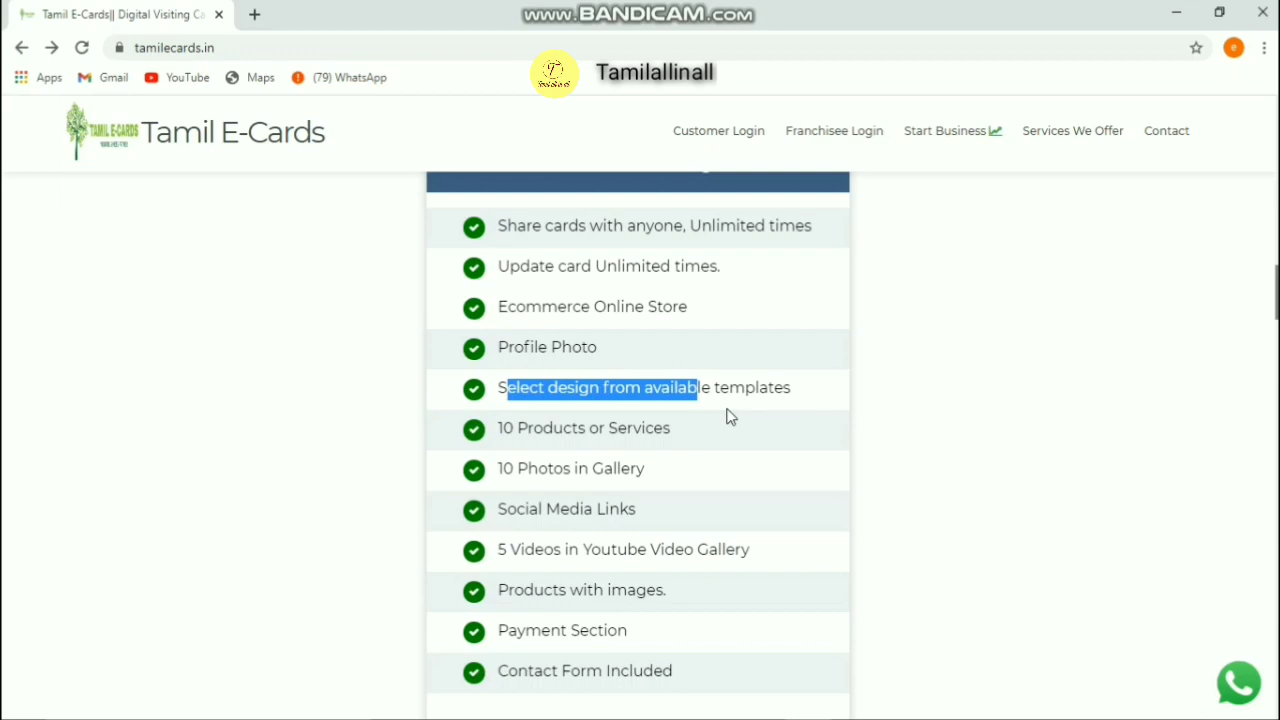 Tamil E-Cards|| Digital Visiting Ca
www.BANDICAM.com
tamilecards.in
e
Apps
Gmail
YouTube
Maps
(79) WhatsApp
Tamilallinall
TAMIL E-CARDS
Tamil E-Cards
Customer Login
Franchisee Login
Start Business
Services We Offer
Contact
Share cards with anyone, Unlimited times
Update card Unlimited times.
Ecommerce Online Store
Profile Photo
Select design from available templates
10 Products or Services
10 Photos in Gallery
Social Media Links
5 Videos in Youtube Video Gallery
Products with images.
Payment Section
Contact Form Included